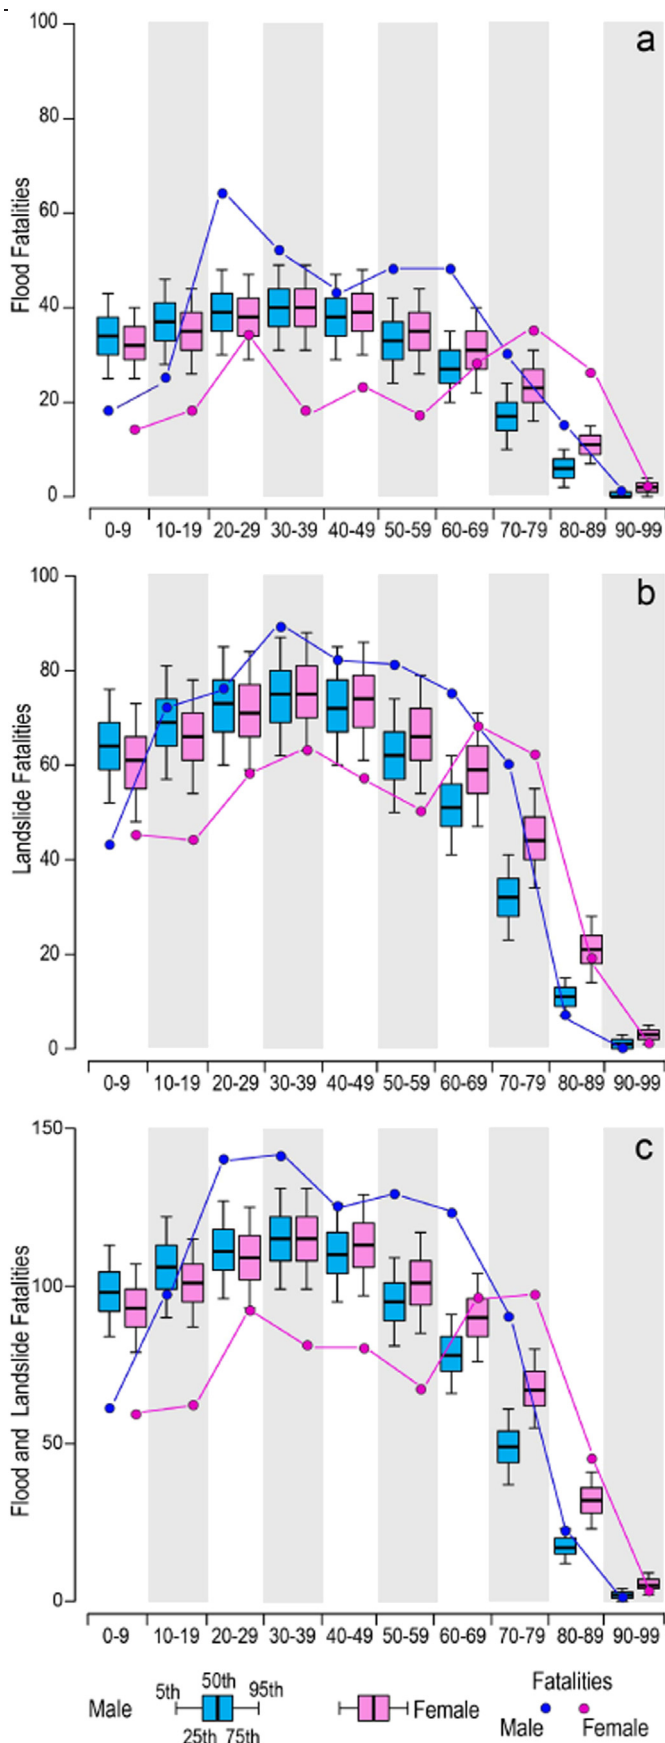 a
100
80
60
40
20
0
Flood Fatalities
0-9 10-19 20-29 30-39 40-49 50-59 60-69 70-79 80-89 90-99
b
100
80
60
40
20
0
Landslide Fatalities
0-9 10-19 20-29 30-39 40-49 50-59 60-69 70-79 80-89 90-99
c
150
100
50
0
Flood and Landslide Fatalities
0-9 10-19 20-29 30-39 40-49 50-59 60-69 70-79 80-89 90-99
Male 5th 50th 95th Female Fatalities
25th 75th Male Female